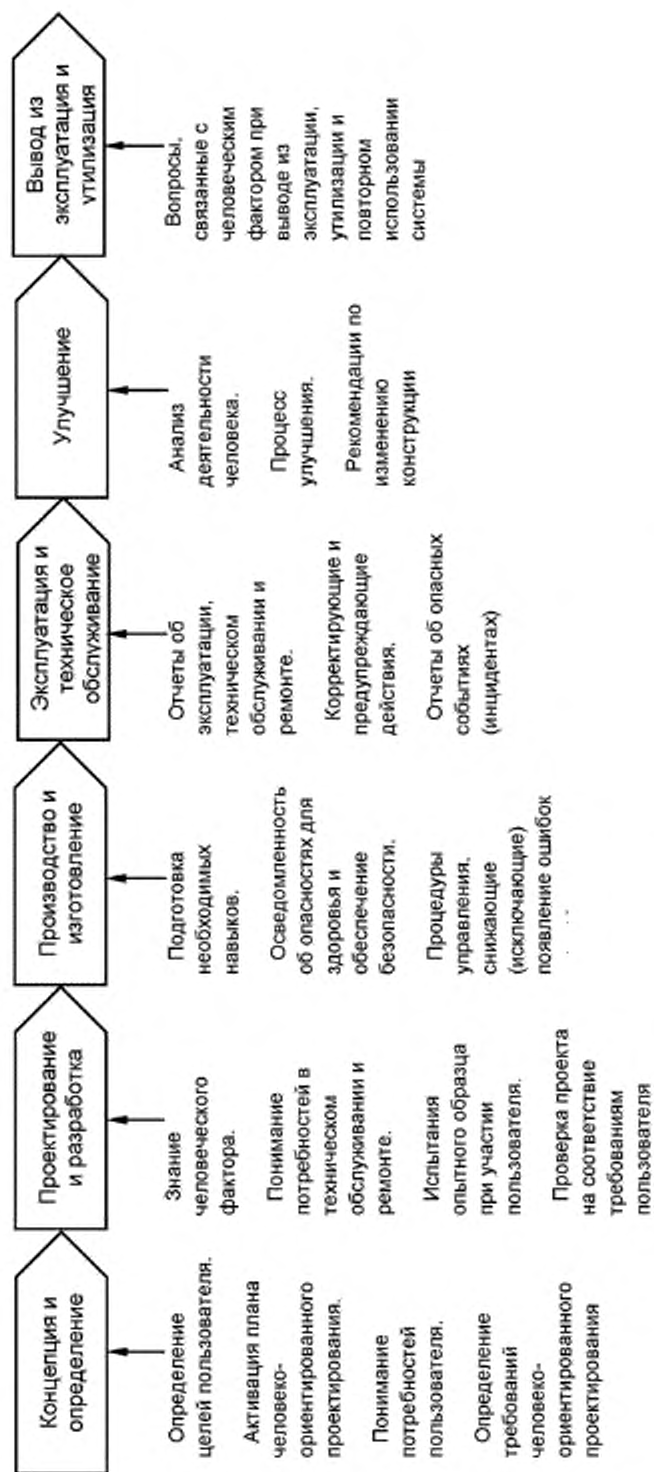 Концепция и
определение
Определение
целей пользователя.
Активация плана
человеко-
ориентированного
проектирования.
Понимание
потребностей
пользователя.
Определение
требований
человеко-
ориентированного
проектирования
Проектирование
и разработка
Знание
человеческого
фактора.
Понимание
потребностей в
техническом
обслуживании и
ремонте.
Испытания
опытного образца
при участии
пользователя.
Проверка проекта
на соответствие
требованиям
пользователя
Производство и
изготовление
Подготовка
необходимых
навыков.
Осведомленность
об опасностях для
здоровья и
обеспечение
безопасности.
Процедуры
управления.
снижающие
(исключающие)
появление ошибок
Эксплуатация и
техническое
обслуживание
Отчеты об
эксплуатации,
техническом
обслуживании и
ремонте.
Корректирующие и
предупреждающие
действия.
Отчеты об опасных
событиях
(инцидентах)
Улучшение
Анализ
деятельности
человека.
Процесс
улучшения.
Рекомендации по
изменению
конструкции
Вывод из
эксплуатация и
утилизация
Вопросы,
связанные с
человеческим
фактором при
выводе из
эксплуатации,
утилизации и
повторном
использовании
системы